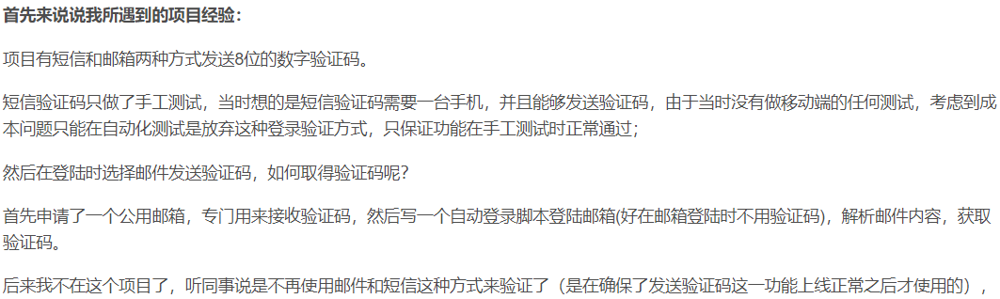 首先来说说我所遇到的项目经验：
项目有短信和邮箱两种方式发送8位的数字验证码。
短信验证码只做了手工测试，当时想的是短信验证码需要一台手机，并且能够发送验证码，由于当时没有做移动端的任何测试，考虑到成
本问题只能在自动化测试是放弃这种登录验证方式，只保证功能在手工测试时正常通过；
然后在登陆时选择邮件发送验证码，如何取得验证码呢？
首先申请了一个公用邮箱，专门用来接收验证码，然后写一个自动登录脚本登陆邮箱(好在邮箱登陆时不用验证码)，解析邮件内容，获取
验证码。
后来我不在这个项目了，听同事说是不再使用邮件和短信这种方式来验证了（是在确保了发送验证码这一功能上线正常之后才使用的），